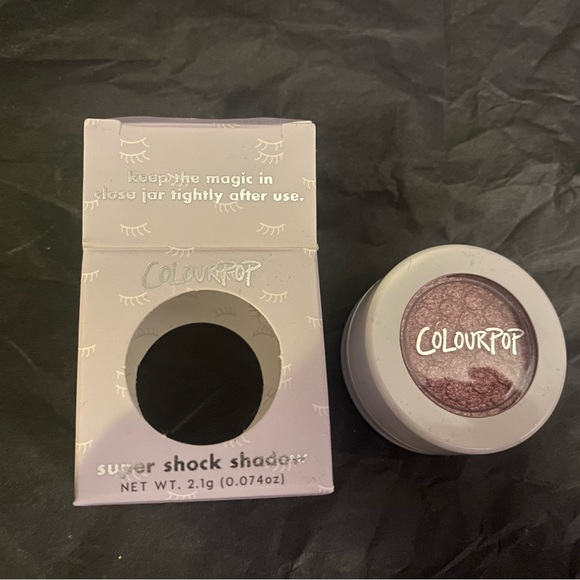 keep the magic in
close jar tightly after use.
COLOURPOP
super shock shadow
NET WT. 2.1g (0.074oz)
COLOURPOP